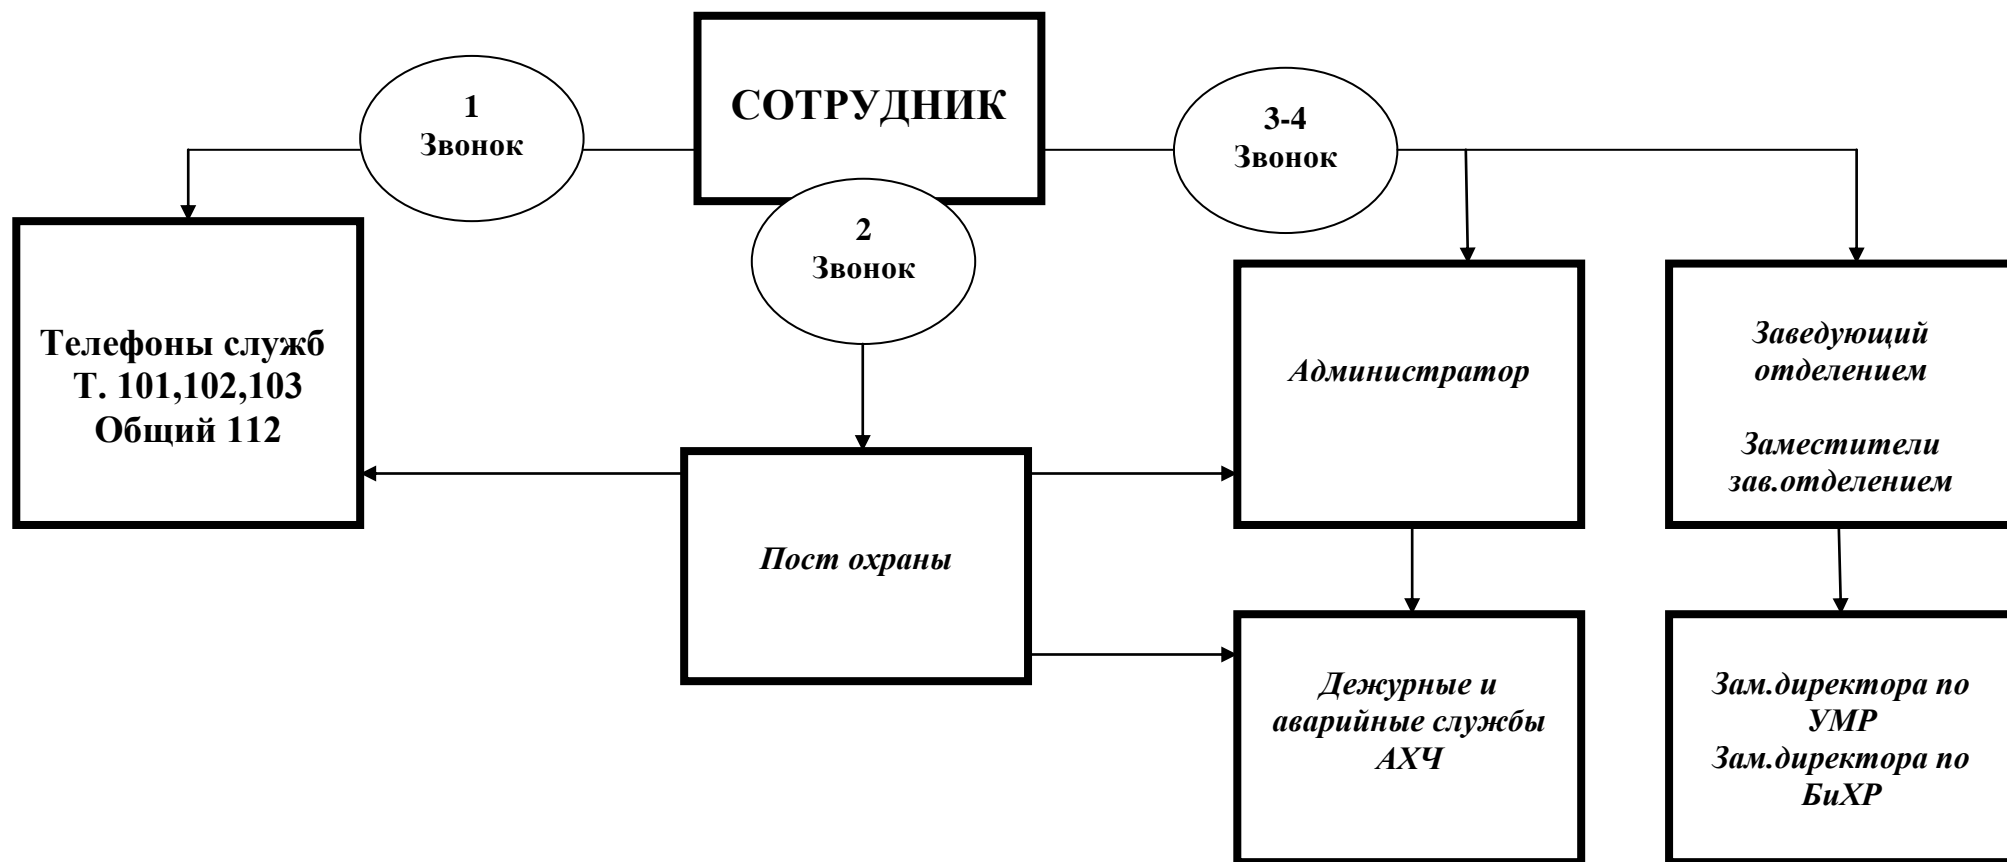 СОТРУДНИК
1
Звонок
2
Звонок
3-4
Звонок
Телефоны служб
Т. 101,102,103
Общий 112
Администратор
Заведующий
отделением
Заместители
зав.отделением
Пост охраны
Дежурные и
аварийные службы
АХЧ
Зам.директора по
УМР
Зам.директора по
БиХР